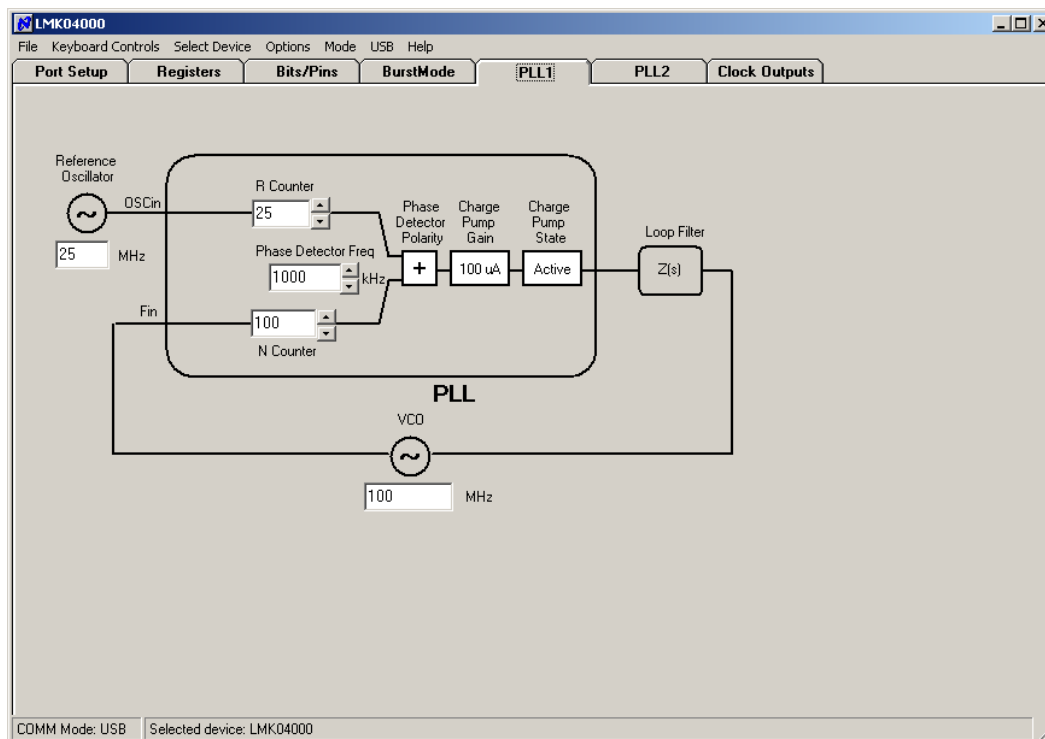 LMK04000
File Keyboard Controls Select Device Options Mode USB Help
Port Setup Registers Bits/Pins BurstMode PLL1 PLL2 Clock Outputs
Reference
Oscillator
~
25 MHz
OSCin
R Counter
25
Phase Detector Freq
1000 kHz
Fin
100
N Counter
Phase
Detector
Polarity
+
Charge
Pump
Gain
100 uA
Charge
Pump
State
Active
Loop Filter
Z(s)
PLL
VCO
~
100 MHz
COMM Mode: USB Selected device: LMK04000